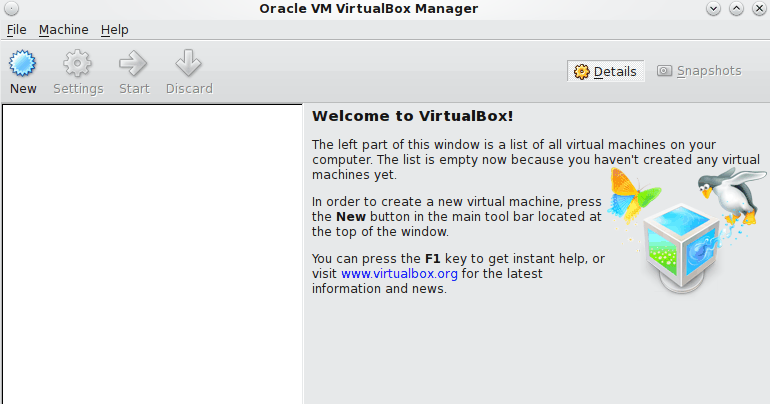 Oracle VM VirtualBox Manager
File Machine Help
New Settings Start Discard
Details Snapshots
Welcome to VirtualBox!
The left part of this window is a list of all virtual machines on your
computer. The list is empty now because you haven't created any virtual
machines yet.
In order to create a new virtual machine, press
the New button in the main tool bar located at
the top of the window.
You can press the F1 key to get instant help, or
visit www.virtualbox.org for the latest
information and news.